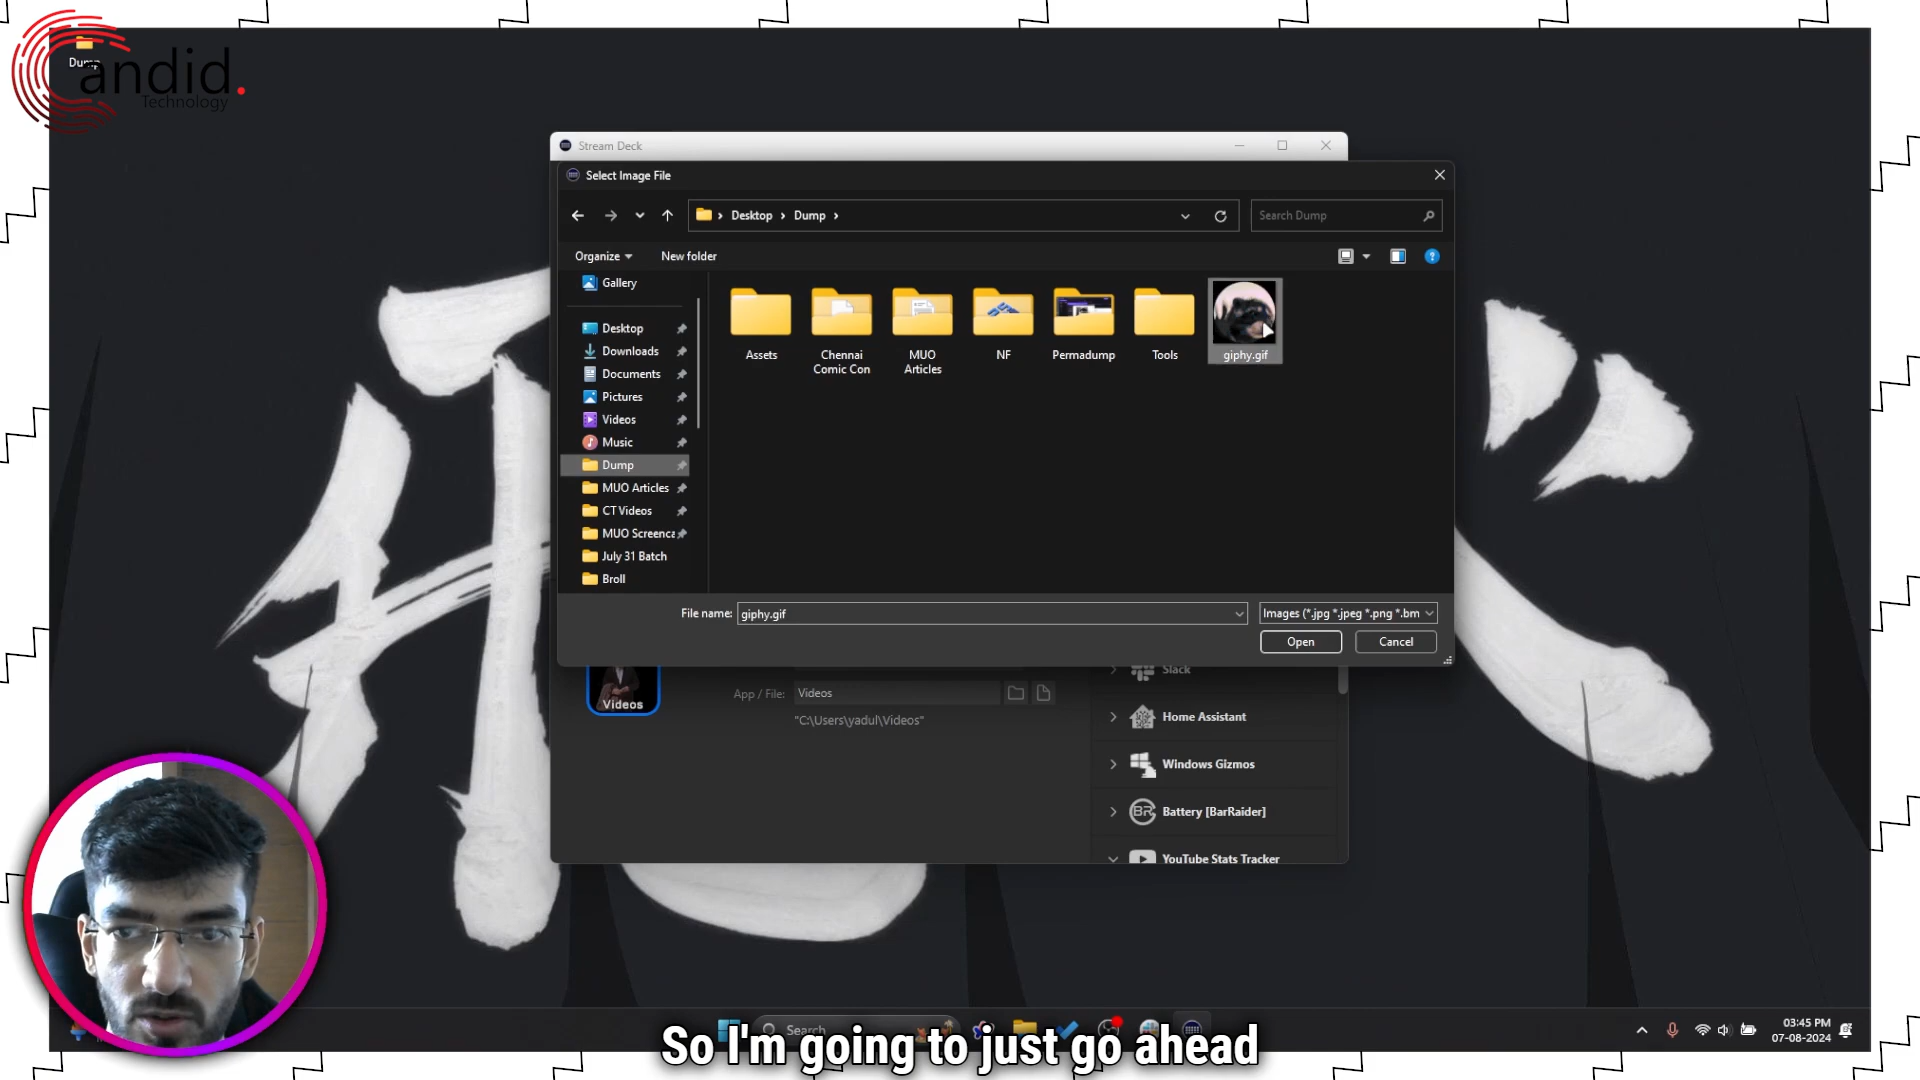 Dump
Candid.
Technology
Stream Deck
Select Image File
Desktop
Dump
Search Dump
Organize
New folder
Gallery
Desktop
Downloads
Documents
Pictures
Videos
Music
Dump
MUO Articles
CT Videos
MUO Screenca
July 31 Batch
Broll
Assets
Chennai
Comic Con
MUO
Articles
NF
Permadump
Tools
giphy.gif
File name:
giphy.gif
Images (*.jpg *.jpeg *.png *.bm
Open
Cancel
Videos
App / File:
Videos
"C:\Users\yadul\Videos"
Slack
Home Assistant
Windows Gizmos
BR
Battery [BarRaider]
YouTube Stats Tracker
Search
03:45 PM
07-08-2024
So I'm going to just go ahead